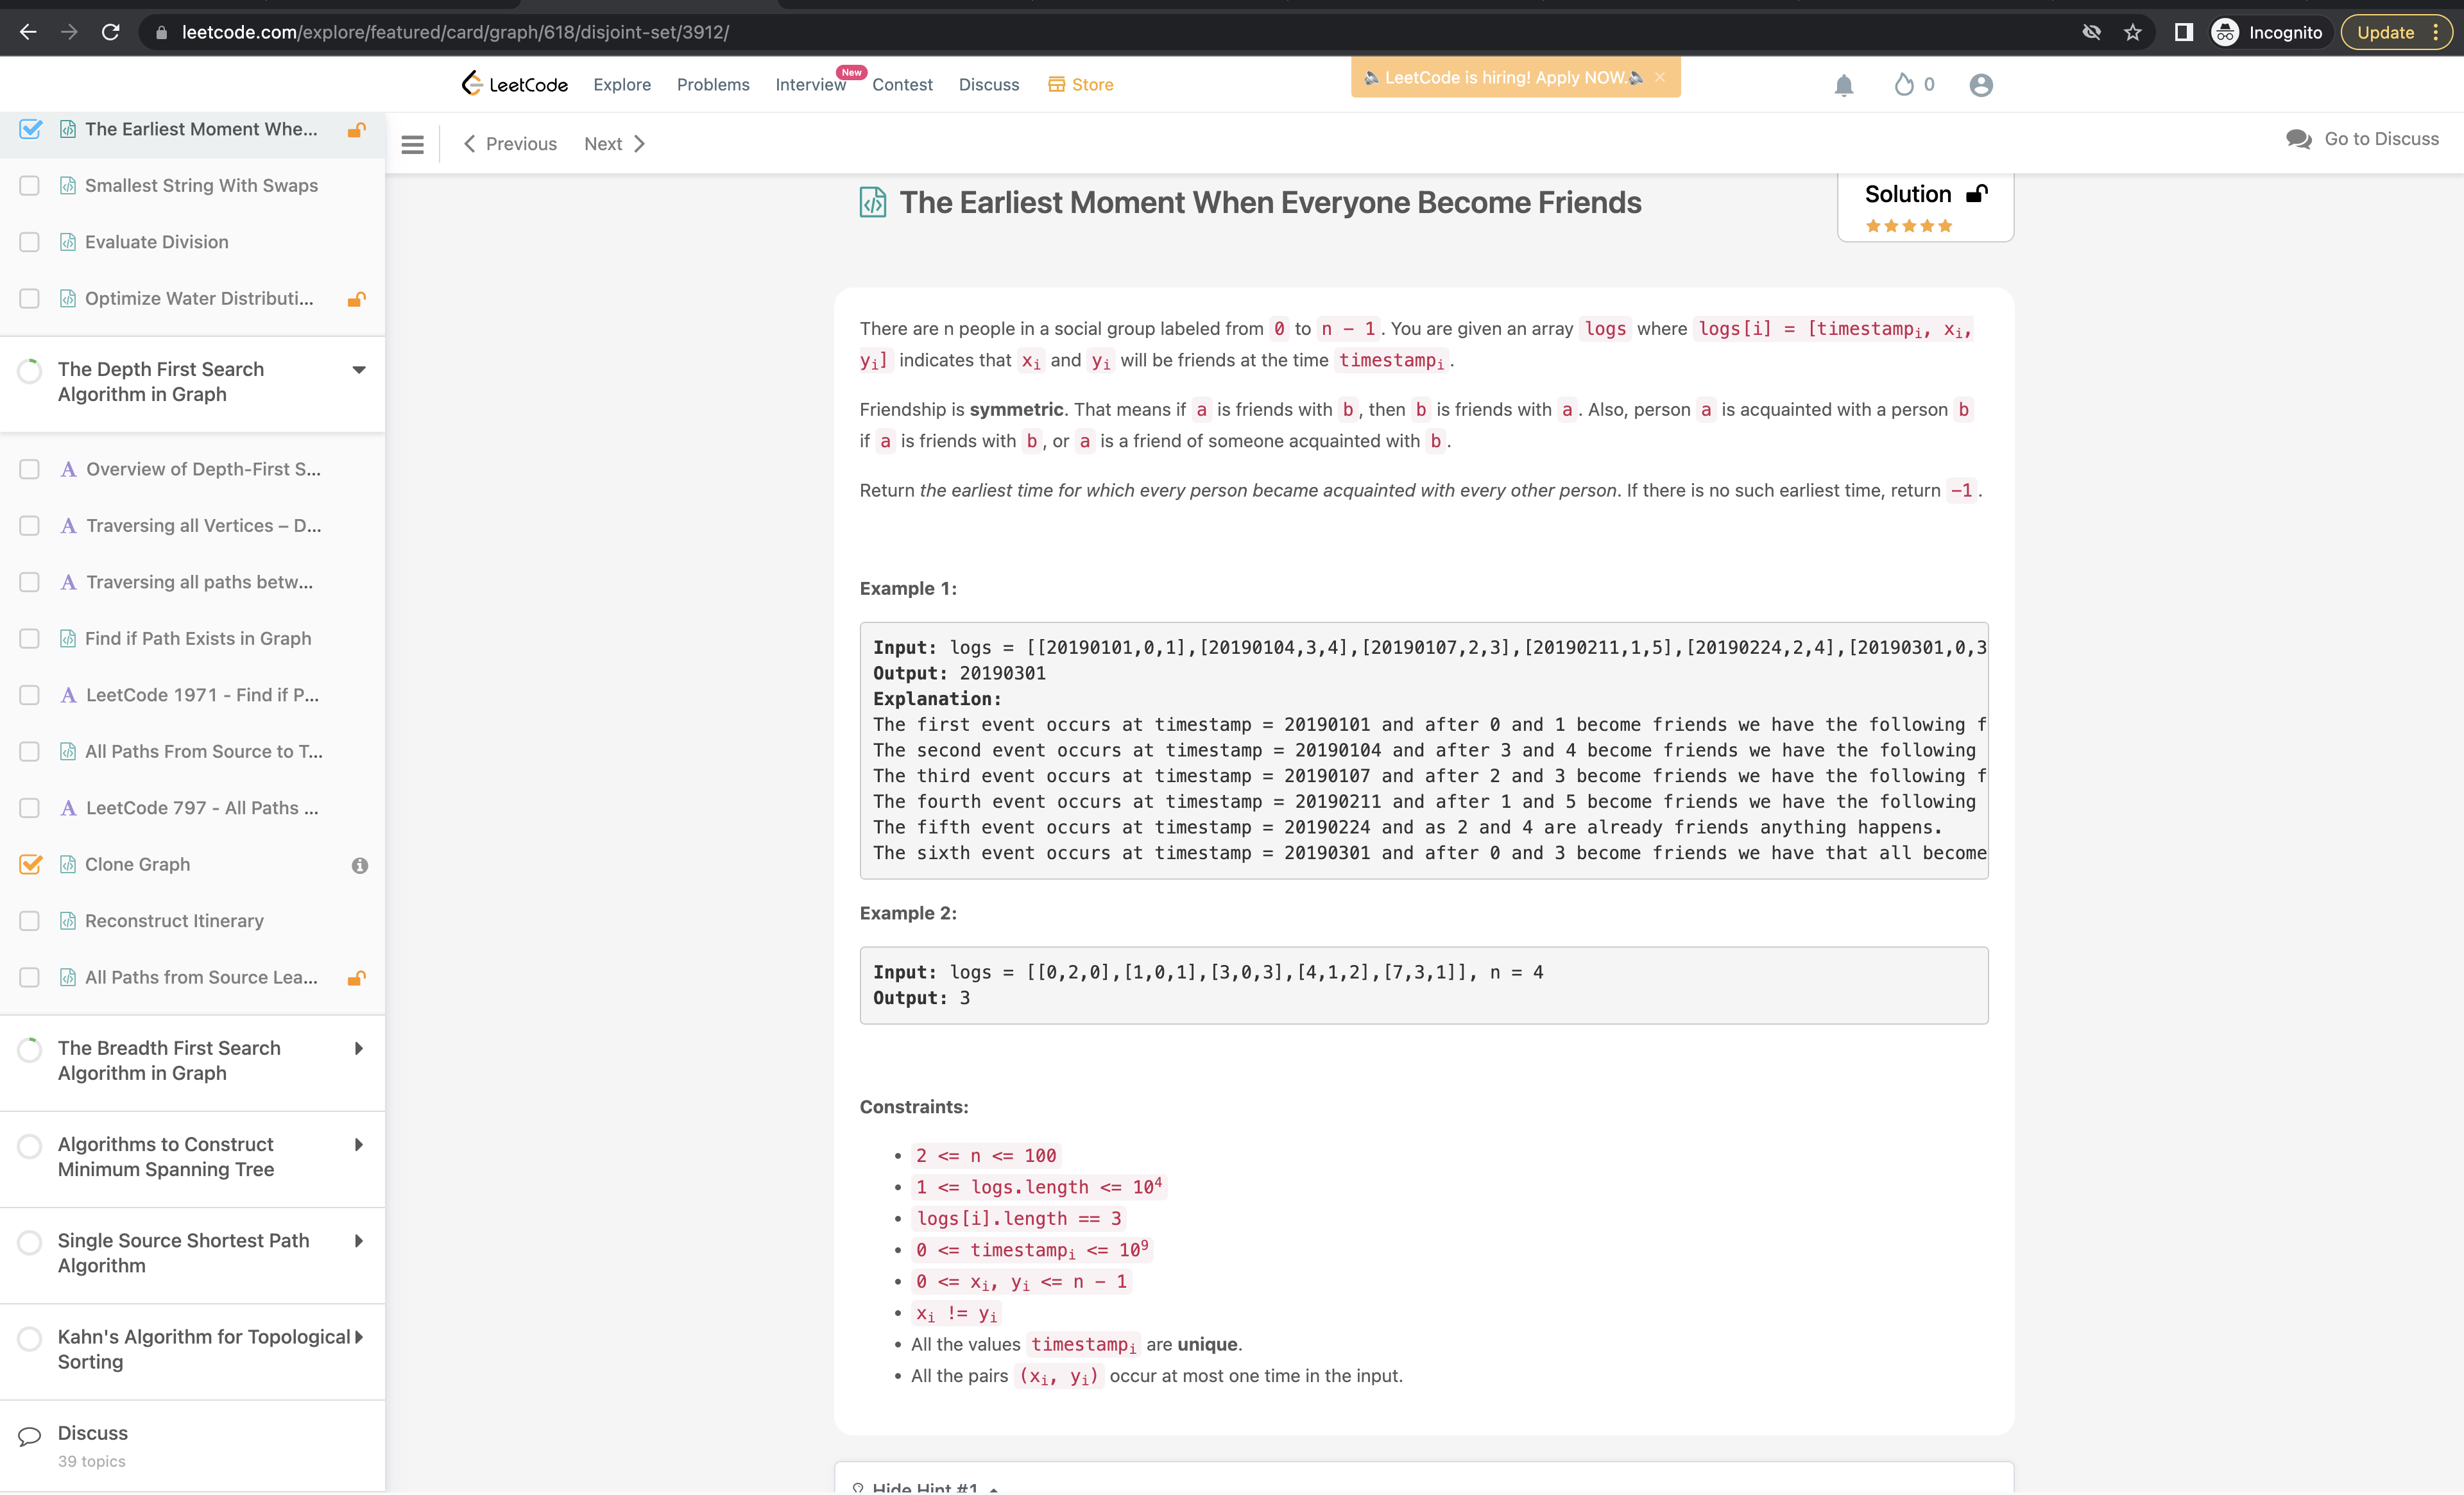 leetcode.com/explore/featured/card/graph/618/disjoint-set/3912/
Incognito
Update
LeetCode
Explore
Problems
Interview
New
Contest
Discuss
Store
LeetCode is hiring! Apply NOW.
0
The Earliest Moment Whe...
Smallest String With Swaps
Evaluate Division
Optimize Water Distributi...
The Depth First Search
Algorithm in Graph
Overview of Depth-First S...
Traversing all Vertices – D...
Traversing all paths betw...
Find if Path Exists in Graph
LeetCode 1971 - Find if P...
All Paths From Source to T...
LeetCode 797 - All Paths ...
Clone Graph
Reconstruct Itinerary
All Paths from Source Lea...
The Breadth First Search
Algorithm in Graph
Algorithms to Construct
Minimum Spanning Tree
Single Source Shortest Path
Algorithm
Kahn's Algorithm for Topological
Sorting
Discuss
39 topics
Previous
Next
Go to Discuss
The Earliest Moment When Everyone Become Friends
Solution
There are n people in a social group labeled from 0 to n - 1. You are given an array logs where logs[i] = [timestampi, xi,
yi] indicates that xi and yi will be friends at the time timestampi.
Friendship is symmetric. That means if a is friends with b, then b is friends with a. Also, person a is acquainted with a person b
if a is friends with b, or a is a friend of someone acquainted with b.
Return the earliest time for which every person became acquainted with every other person. If there is no such earliest time, return -1.
Example 1:
Input: logs = [[20190101,0,1],[20190104,3,4],[20190107,2,3],[20190211,1,5],[20190224,2,4],[20190301,0,3
Output: 20190301
Explanation:
The first event occurs at timestamp = 20190101 and after 0 and 1 become friends we have the following f
The second event occurs at timestamp = 20190104 and after 3 and 4 become friends we have the following
The third event occurs at timestamp = 20190107 and after 2 and 3 become friends we have the following f
The fourth event occurs at timestamp = 20190211 and after 1 and 5 become friends we have the following
The fifth event occurs at timestamp = 20190224 and as 2 and 4 are already friends anything happens.
The sixth event occurs at timestamp = 20190301 and after 0 and 3 become friends we have that all become
Example 2:
Input: logs = [[0,2,0],[1,0,1],[3,0,3],[4,1,2],[7,3,1]], n = 4
Output: 3
Constraints:
2 <= n <= 100
1 <= logs.length <= 10^4
logs[i].length == 3
0 <= timestampi <= 10^9
0 <= xi, yi <= n - 1
xi != yi
All the values timestampi are unique.
All the pairs (xi, yi) occur at most one time in the input.
Hide Hint #1